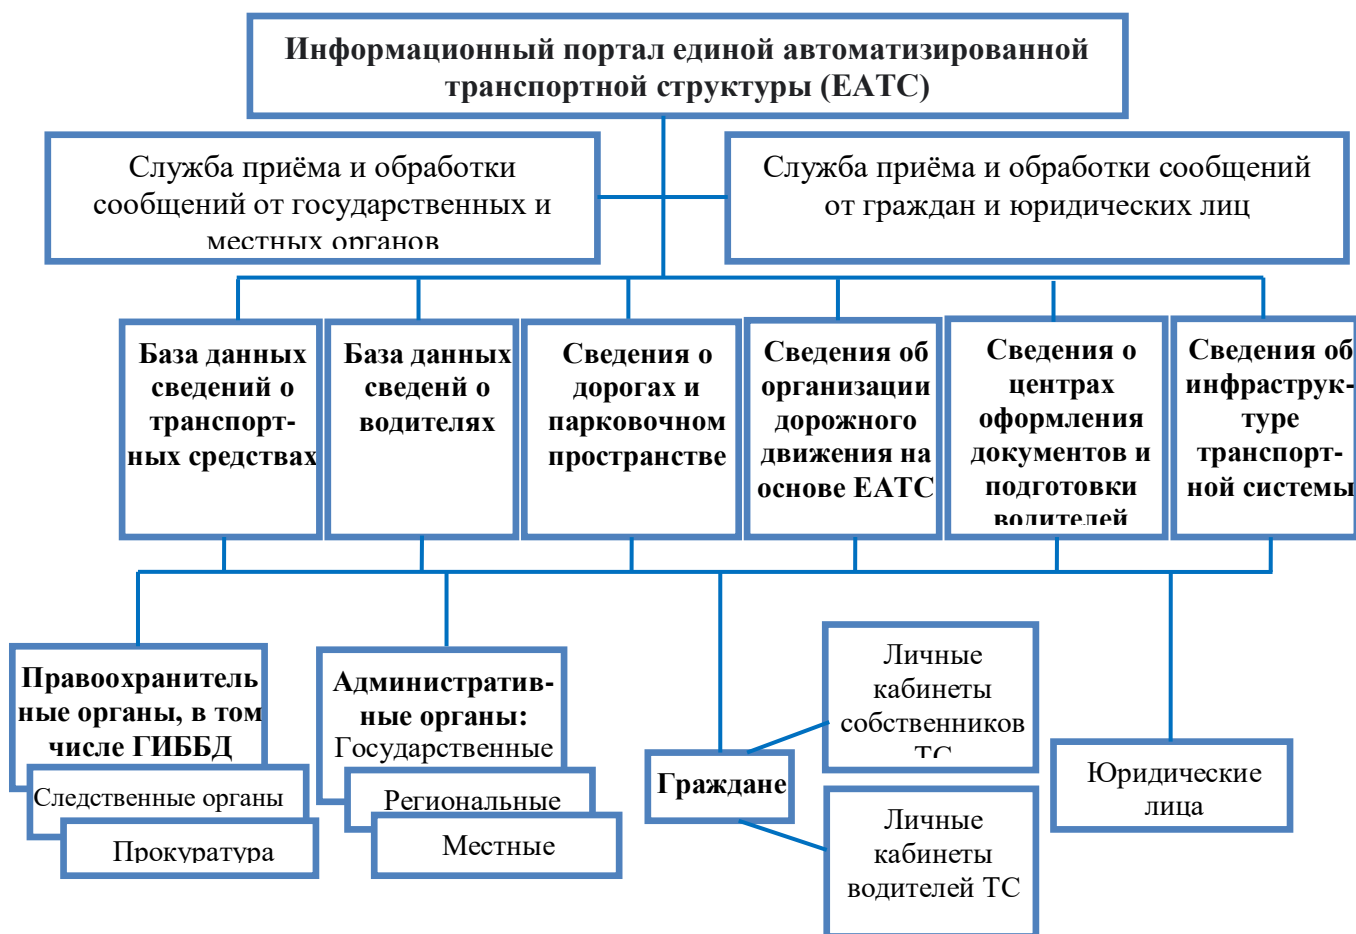 Информационный портал единой автоматизированной
транспортной структуры (ЕАТС)
Служба приёма и обработки
сообщений от государственных и
местных органов
Служба приёма и обработки сообщений
от граждан и юридических лиц
База данных
сведений о
транспорт-
ных средствах
База данных
сведенй о
водителях
Сведения о
дорогах и
парковочном
пространстве
Сведения об
организации
дорожного
движения на
основе ЕАТС
Сведения о
центрах
оформления
документов и
подготовки
водителей
Сведения об
инфраструк-
туре
транспорт-
ной системы
Правоохранитель
ные органы, в том
числе ГИББД
Следственные органы
Прокуратура
Административ-
ные органы:
Государственные
Региональные
Местные
Граждане
Личные
кабинеты
собственников
ТС
Личные
кабинеты
водителей ТС
Юридические
лица